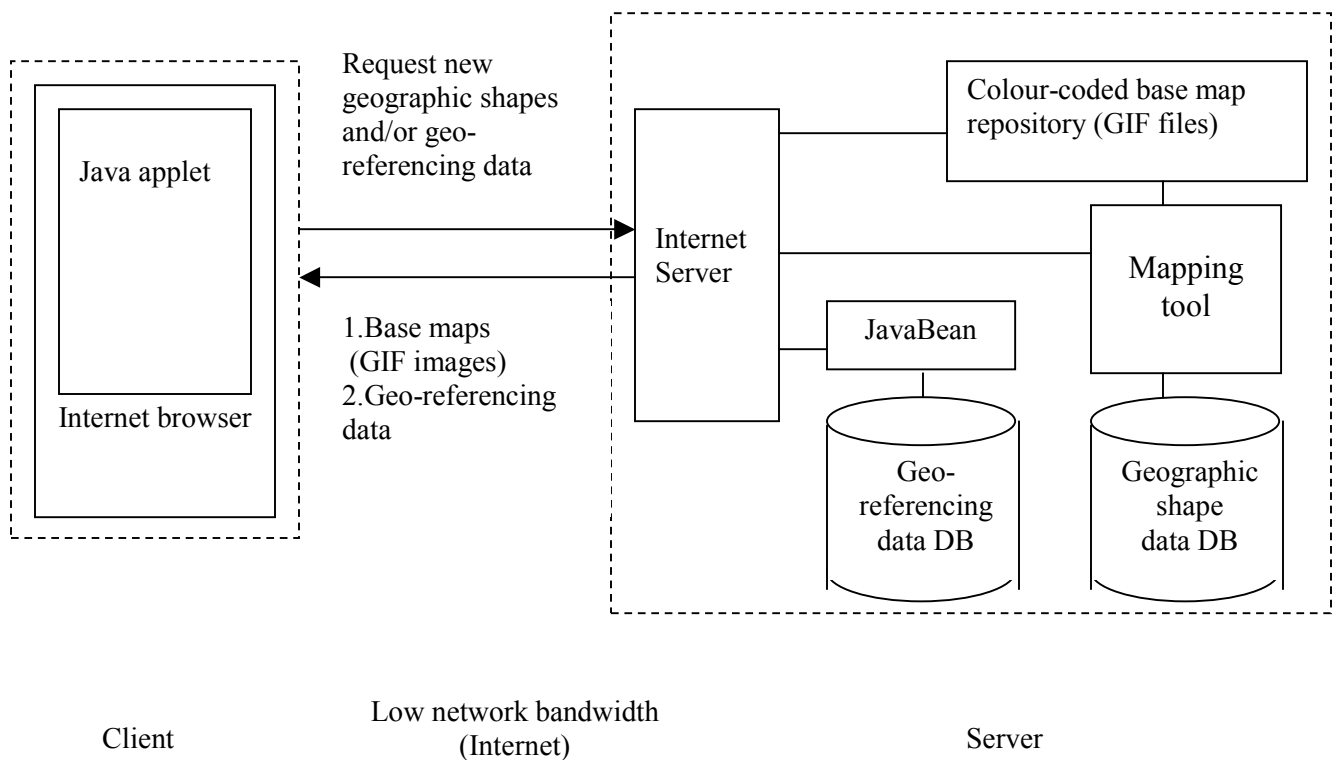 Java applet
Internet browser
Request new
geographic shapes
and/or geo-
referencing data
1.Base maps
(GIF images)
2.Geo-referencing
data
Internet
Server
Colour-coded base map
repository (GIF files)
Mapping
tool
JavaBean
Geo-
referencing
data DB
Geographic
shape
data DB
Client
Low network bandwidth
(Internet)
Server